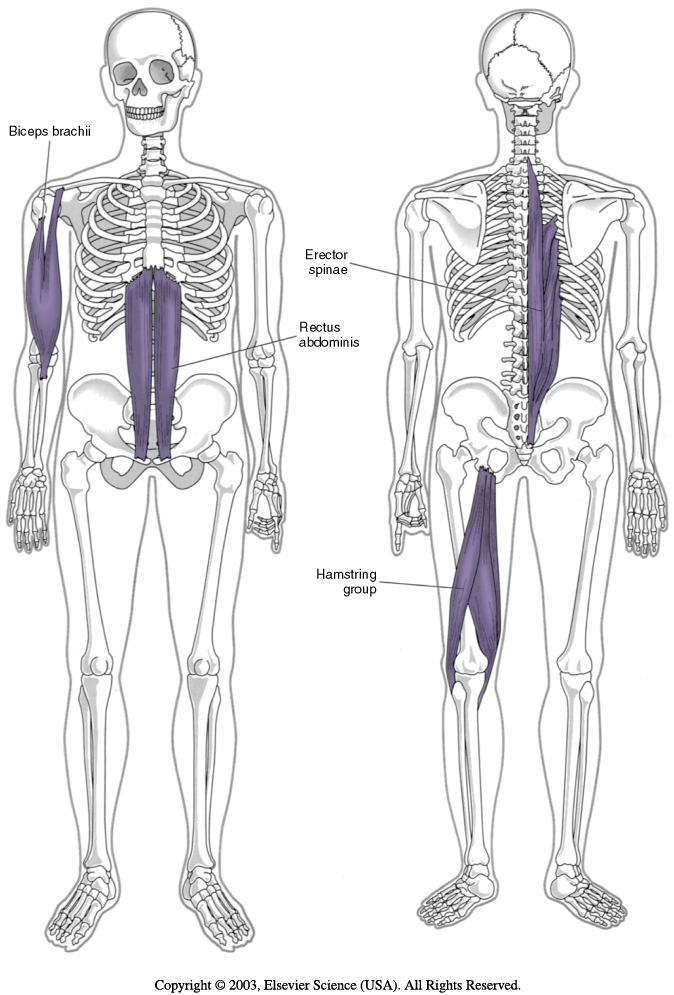 Biceps brachii
Erector
spinae
Rectus
abdominis
Hamstring
group
Copyright © 2003, Elsevier Science (USA). All Rights Reserved.